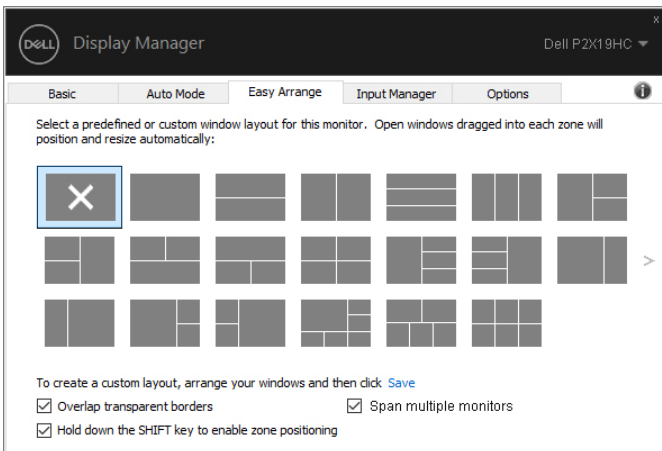 x
DELL Display Manager Dell P2X19HC
Basic Auto Mode Easy Arrange Input Manager Options i
Select a predefined or custom window layout for this monitor. Open windows dragged into each zone will
position and resize automatically:
>
To create a custom layout, arrange your windows and then click Save
Overlap transparent borders Span multiple monitors
Hold down the SHIFT key to enable zone positioning